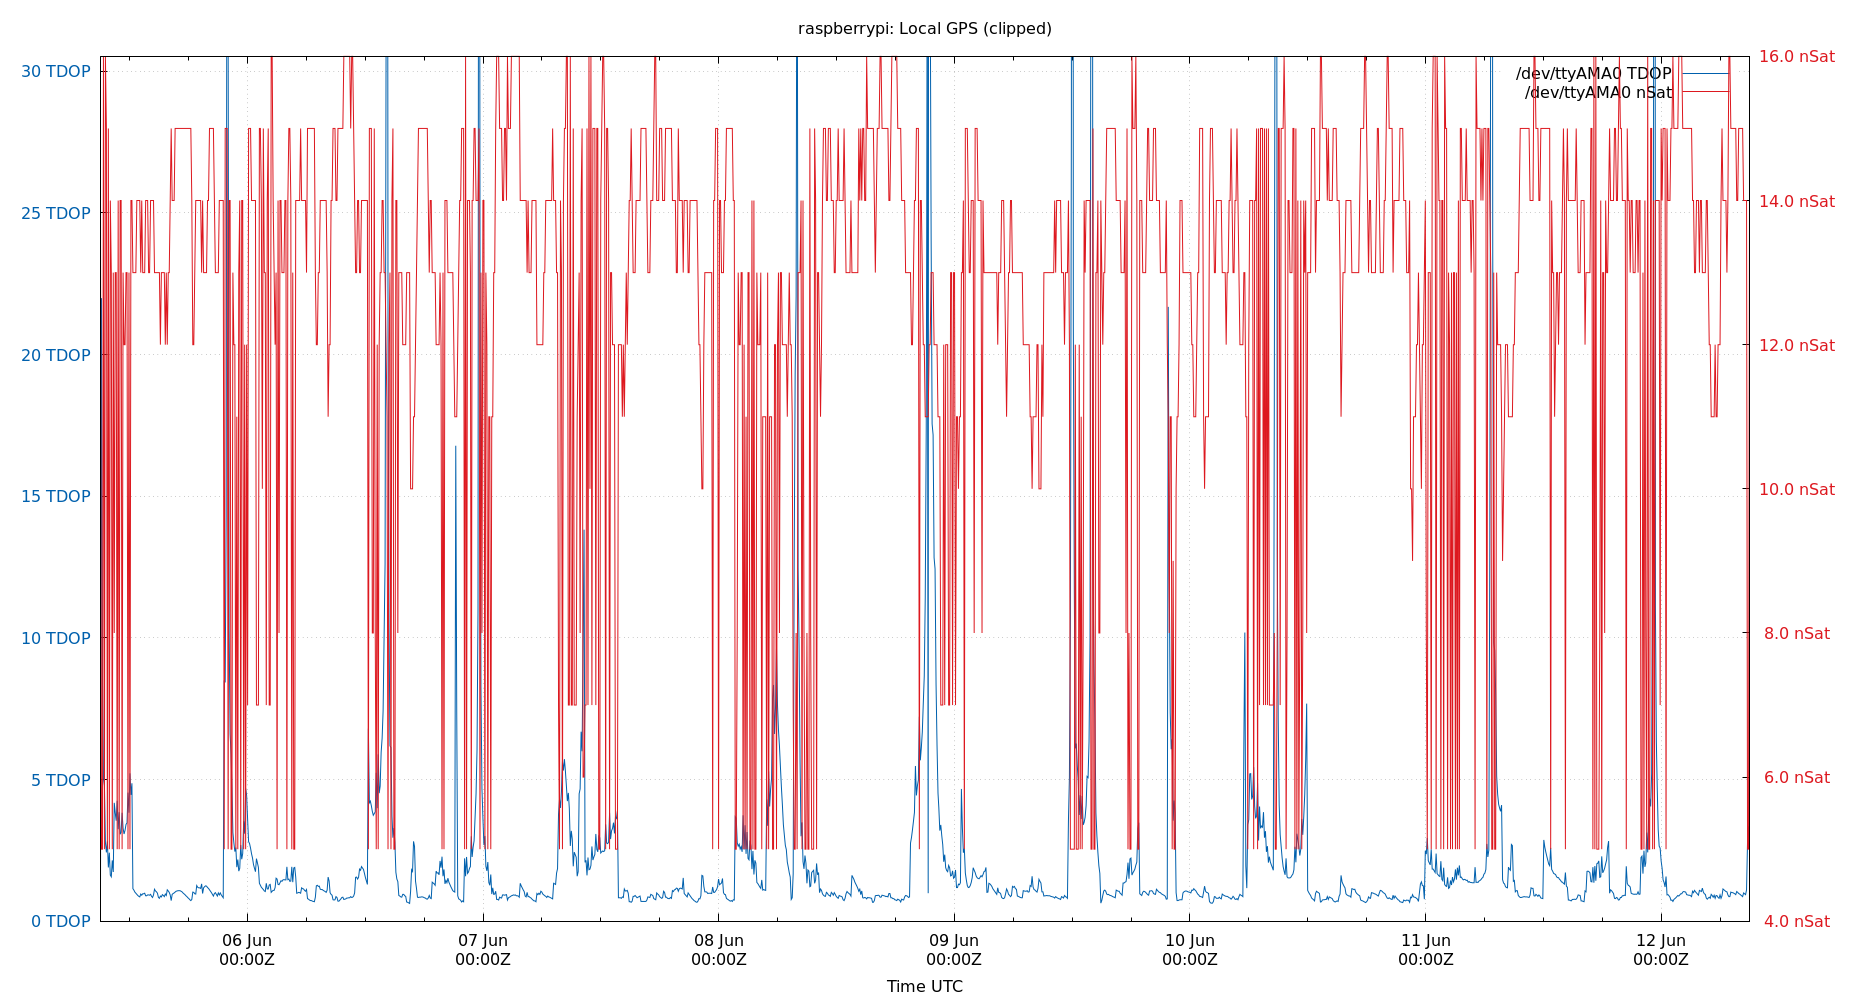 raspberrypi: Local GPS (clipped)
30 TDOP
25 TDOP
20 TDOP
15 TDOP
10 TDOP
5 TDOP
0 TDOP
16.0 nSat
14.0 nSat
12.0 nSat
10.0 nSat
8.0 nSat
6.0 nSat
4.0 nSat
/dev/ttyAMA0 TDOP
/dev/ttyAMA0 nSat
06 Jun 07 Jun 08 Jun 09 Jun 10 Jun 11 Jun 12 Jun
00:00Z 00:00Z 00:00Z 00:00Z 00:00Z 00:00Z 00:00Z
Time UTC